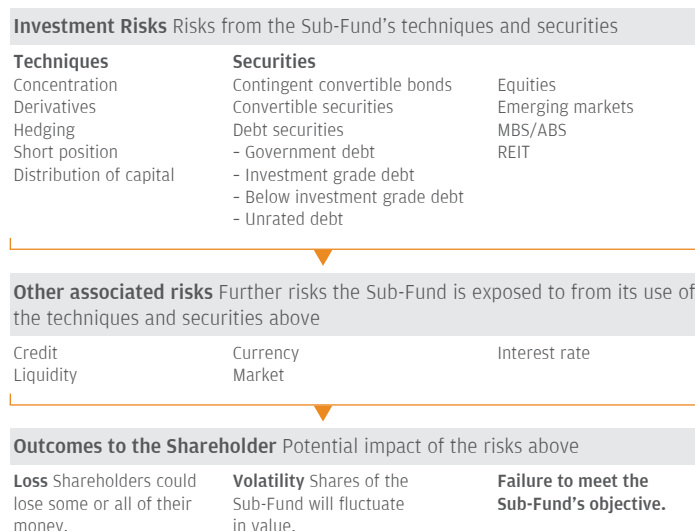 Investment Risks Risks from the Sub-Fund's techniques and securities
Techniques
Concentration
Derivatives
Hedging
Short position
Distribution of capital
Securities
Contingent convertible bonds
Convertible securities
Debt securities
– Government debt
– Investment grade debt
– Below investment grade debt
– Unrated debt
Equities
Emerging markets
MBS/ABS
REIT
Other associated risks Further risks the Sub-Fund is exposed to from its use of
the techniques and securities above
Credit
Liquidity
Currency
Market
Interest rate
Outcomes to the Shareholder Potential impact of the risks above
Loss Shareholders could
lose some or all of their
money.
Volatility Shares of the
Sub-Fund will fluctuate
in value.
Failure to meet the
Sub-Fund's objective.